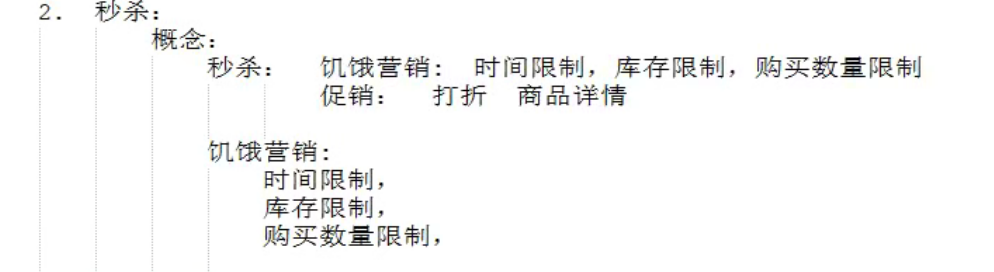 2. 秒杀:
概念:
秒杀: 饥饿营销: 时间限制, 库存限制, 购买数量限制
促销: 打折 商品详情
饥饿营销:
时间限制,
库存限制,
购买数量限制,